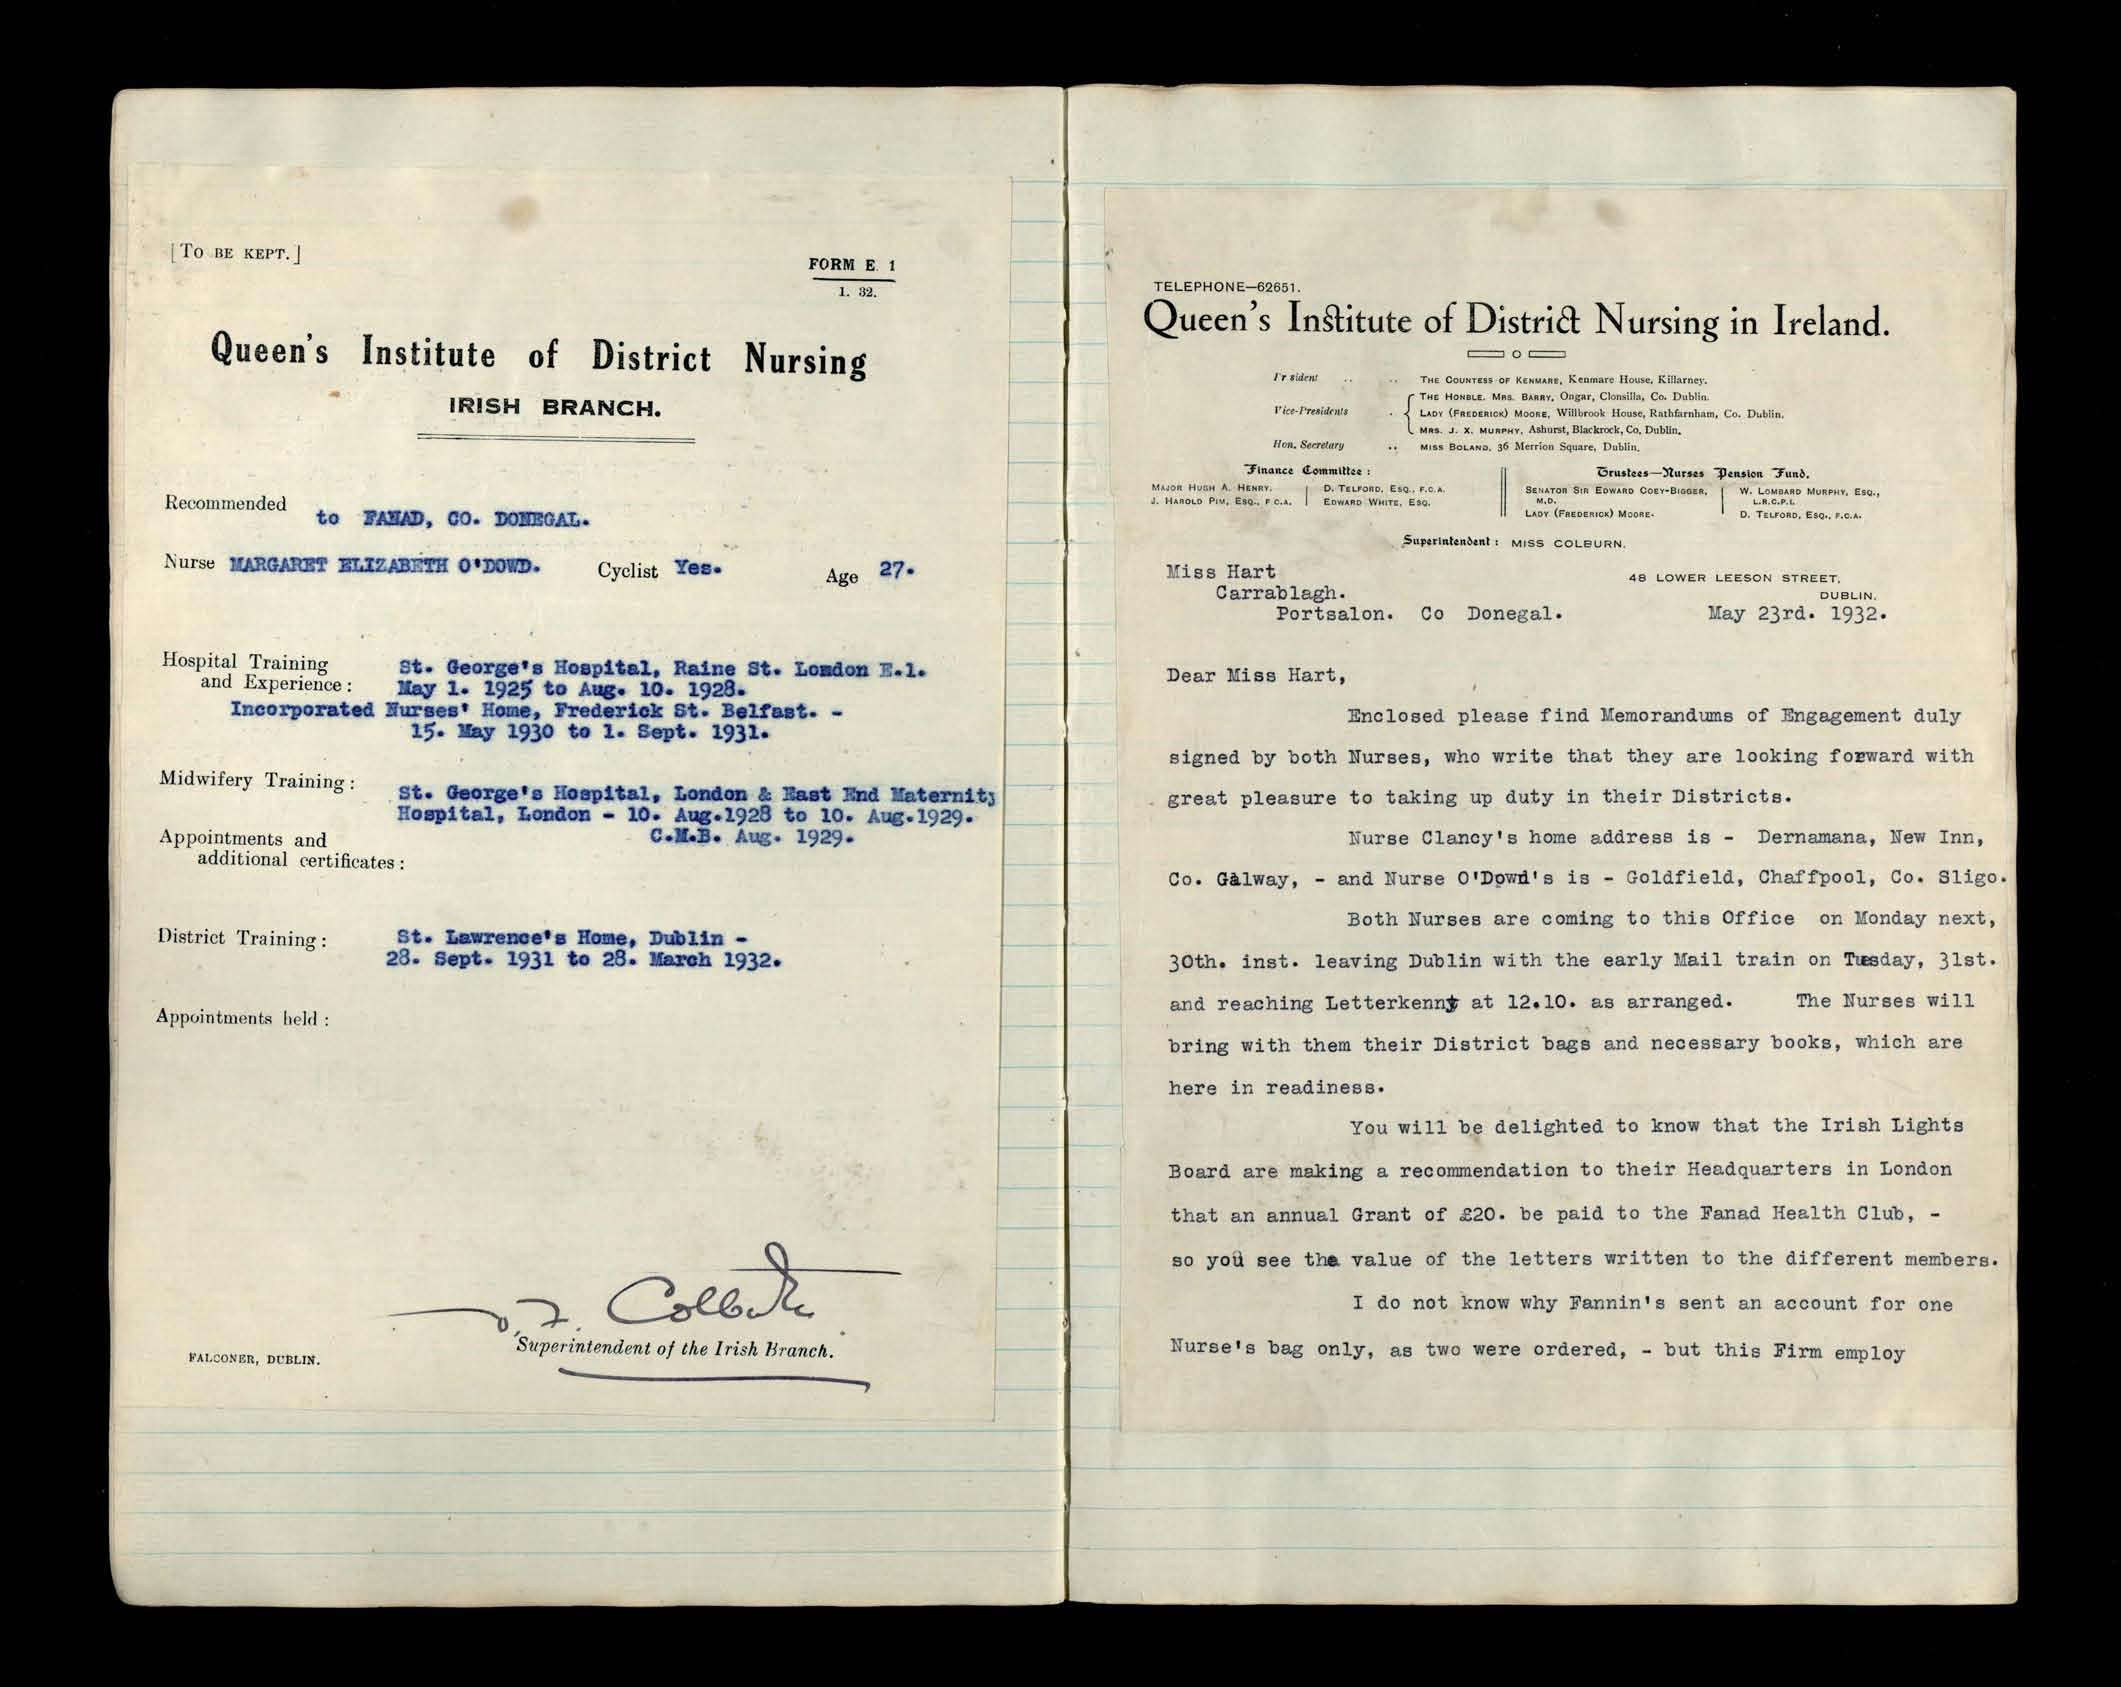 [TO BE KEPT.]
FORM E. 1
1. 32.
Queen's Institute of District Nursing
IRISH BRANCH.
Recommended to FANAD, CO. DONEGAL.
Nurse MARGARET ELIZABETH O'DOWD. Cyclist Yes. Age 27.
Hospital Training and Experience: St. George's Hospital, Raine St. London E.1.
May 1. 1925 to Aug. 10. 1928.
Incorporated Nurses' Home, Frederick St. Belfast. -
15. May 1930 to 1. Sept. 1931.
Midwifery Training: St. George's Hospital, London & East End Maternity
Hospital, London - 10. Aug.1928 to 10. Aug.1929.
Appointments and C.M.B. Aug. 1929.
additional certificates:
District Training: St. Lawrence's Home, Dublin -
28. Sept. 1931 to 28. March 1932.
Appointments held:
Superintendent of the Irish Branch.
FALCONER, DUBLIN.
TELEPHONE—62651.
Queen's Institute of District Nursing in Ireland.
Pr sident .. .. THE COUNTESS OF KENMARE, Kenmare House, Killarney.
THE HONBLE. MRS. BARRY, Ongar, Clonsilla, Co. Dublin.
Vice-Presidents . LADY (FREDERICK) MOORE, Willbrook House, Rathfarnham, Co. Dublin.
MRS. J. X. MURPHY, Ashurst, Blackrock, Co. Dublin.
Hon. Secretary .. MISS BOLAND, 36 Merrion Square, Dublin.
Finance Committee: Trustees—Nurses Pension Fund.
MAJOR HUGH A. HENRY. D. TELFORD, ESQ., F.C.A. SENATOR SIR EDWARD COEY-BIGGER, M.D. W. LOMBARD MURPHY, ESQ., L.R.C.P.I.
J. HAROLD PIM, ESQ., F C.A. EDWARD WHITE, ESQ. LADY (FREDERICK) MOORE. D. TELFORD, ESQ., F.C.A.
Superintendent: MISS COLBURN.
Miss Hart 48 LOWER LEESON STREET,
Carrablagh. DUBLIN.
Portsalon. Co Donegal. May 23rd. 1932.
Dear Miss Hart,
Enclosed please find Memorandums of Engagement duly
signed by both Nurses, who write that they are looking forward with
great pleasure to taking up duty in their Districts.
Nurse Clancy's home address is - Dernamana, New Inn,
Co. Galway, - and Nurse O'Dowd's is - Goldfield, Chaffpool, Co. Sligo.
Both Nurses are coming to this Office on Monday next,
30th. inst. leaving Dublin with the early Mail train on Tuesday, 31st.
and reaching Letterkenny at 12.10. as arranged. The Nurses will
bring with them their District bags and necessary books, which are
here in readiness.
You will be delighted to know that the Irish Lights
Board are making a recommendation to their Headquarters in London
that an annual Grant of £20. be paid to the Fanad Health Club, -
so you see the value of the letters written to the different members.
I do not know why Fannin's sent an account for one
Nurse's bag only, as two were ordered, - but this Firm employ